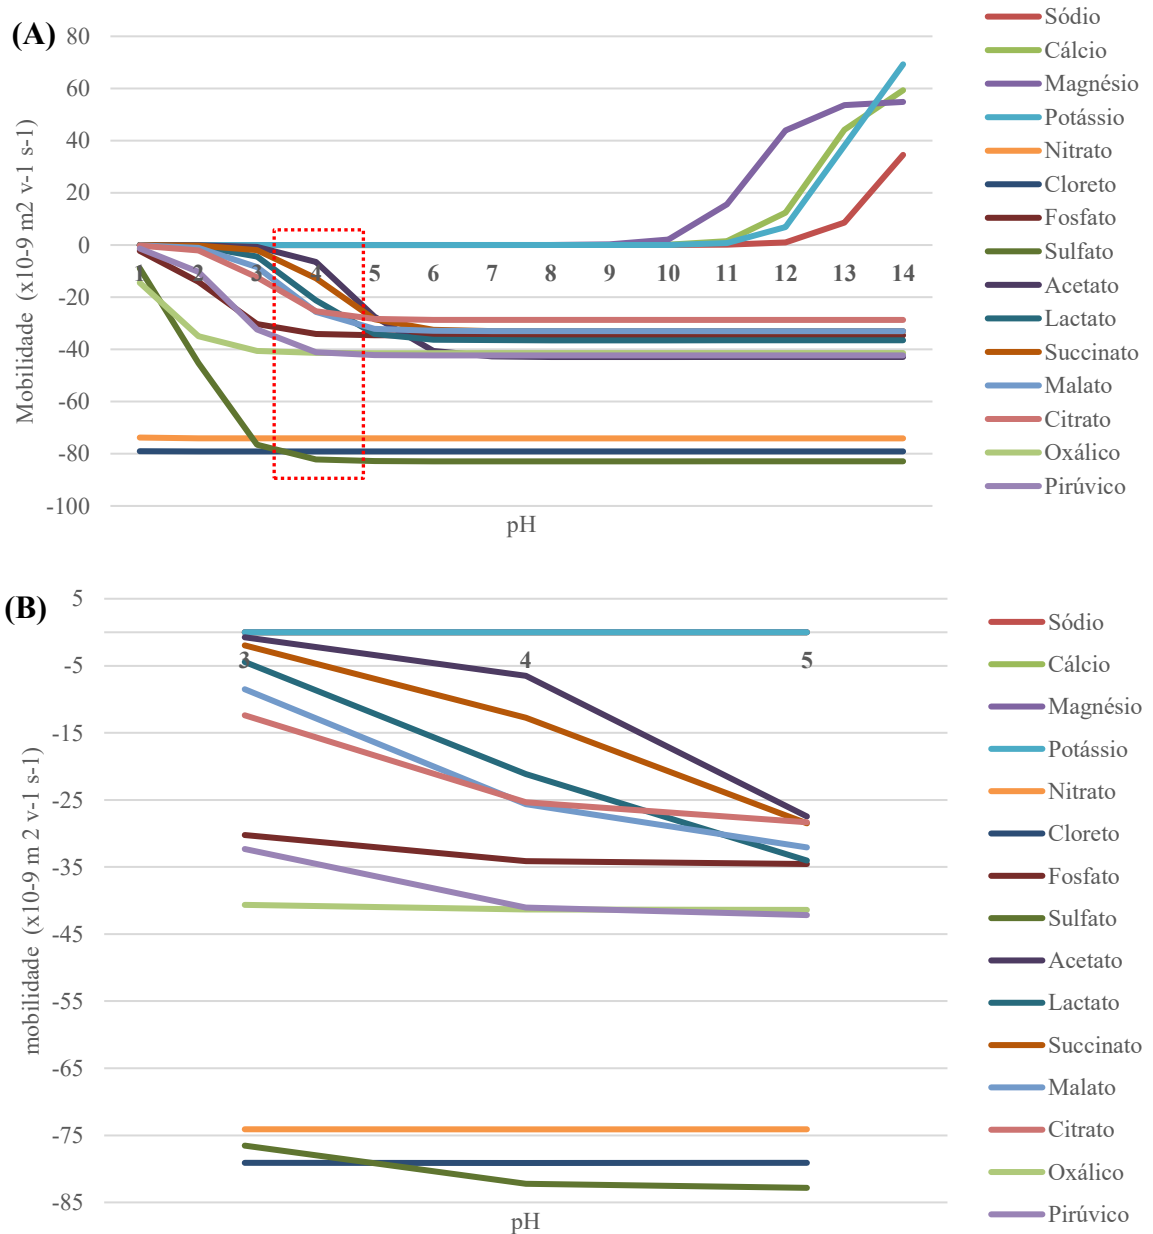 (A)
Mobilidade (x10-9 m2 v-1 s-1)
80
60
40
20
0
-20
-40
-60
-80
-100
1 2 3 4 5 6 7 8 9 10 11 12 13 14
pH
Sódio
Cálcio
Magnésio
Potássio
Nitrato
Cloreto
Fosfato
Sulfato
Acetato
Lactato
Succinato
Malato
Citrato
Oxálico
Pirúvico
(B)
mobilidade (x10-9 m 2 v-1 s-1)
5
-5
-15
-25
-35
-45
-55
-65
-75
-85
3 4 5
pH
Sódio
Cálcio
Magnésio
Potássio
Nitrato
Cloreto
Fosfato
Sulfato
Acetato
Lactato
Succinato
Malato
Citrato
Oxálico
Pirúvico